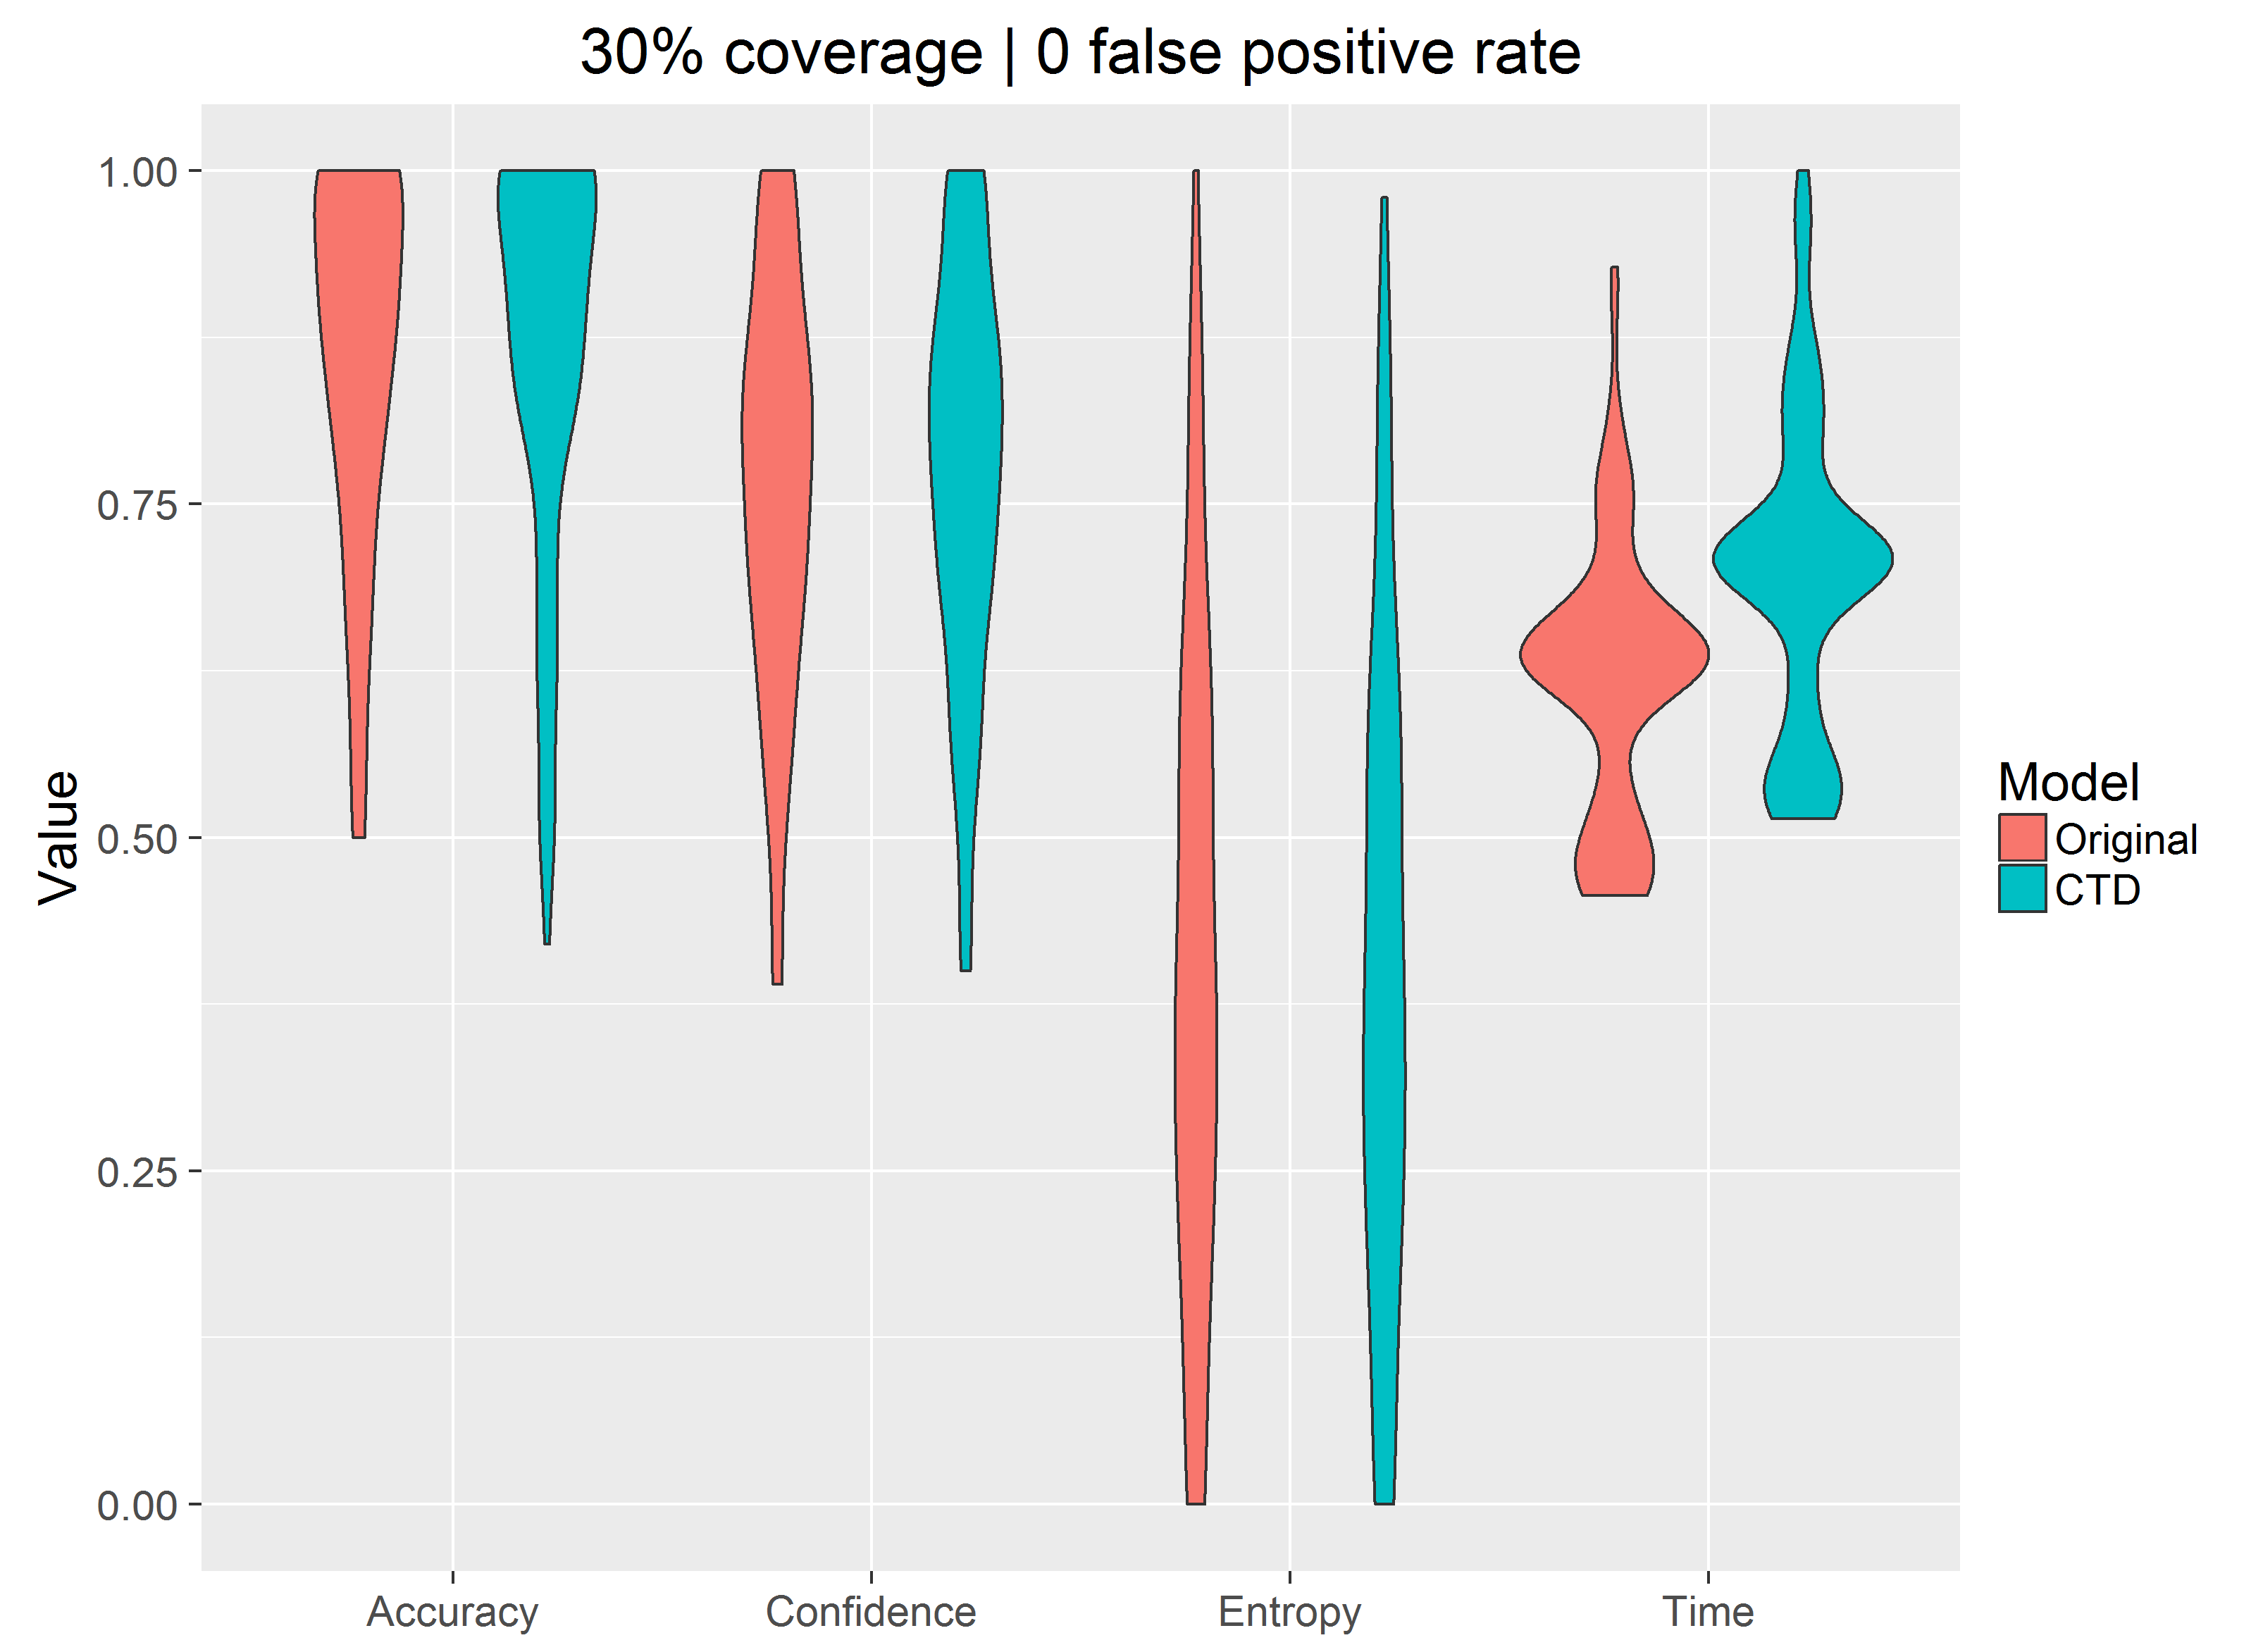 30% coverage | 0 false positive rate
1.00
0.75
0.50
0.25
0.00
Value
Accuracy Confidence Entropy Time
Model
Original
CTD